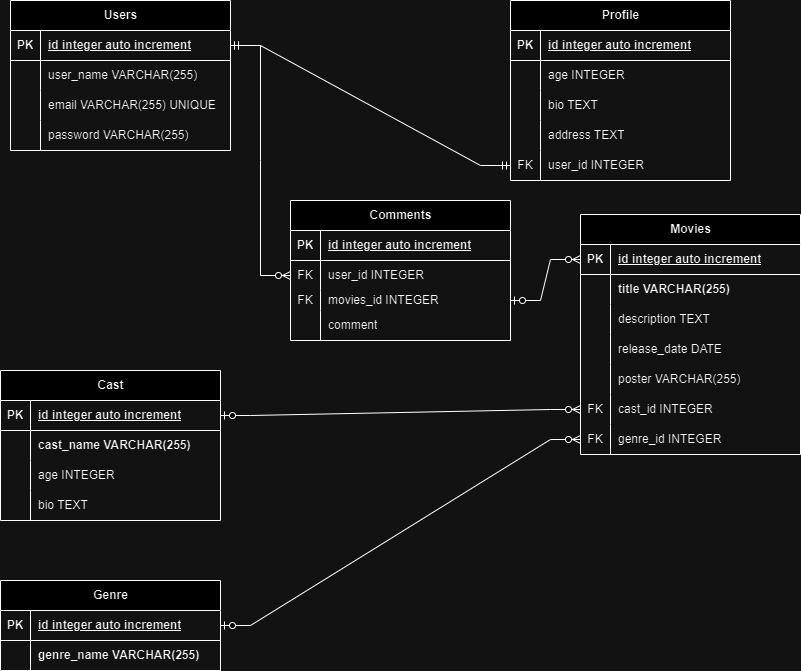 Users
PK id integer auto increment
user_name VARCHAR(255)
email VARCHAR(255) UNIQUE
password VARCHAR(255)
Profile
PK id integer auto increment
age INTEGER
bio TEXT
address TEXT
FK user_id INTEGER
Comments
PK id integer auto increment
FK user_id INTEGER
FK movies_id INTEGER
comment
Movies
PK id integer auto increment
title VARCHAR(255)
description TEXT
release_date DATE
poster VARCHAR(255)
FK cast_id INTEGER
FK genre_id INTEGER
Cast
PK id integer auto increment
cast_name VARCHAR(255)
age INTEGER
bio TEXT
Genre
PK id integer auto increment
genre_name VARCHAR(255)